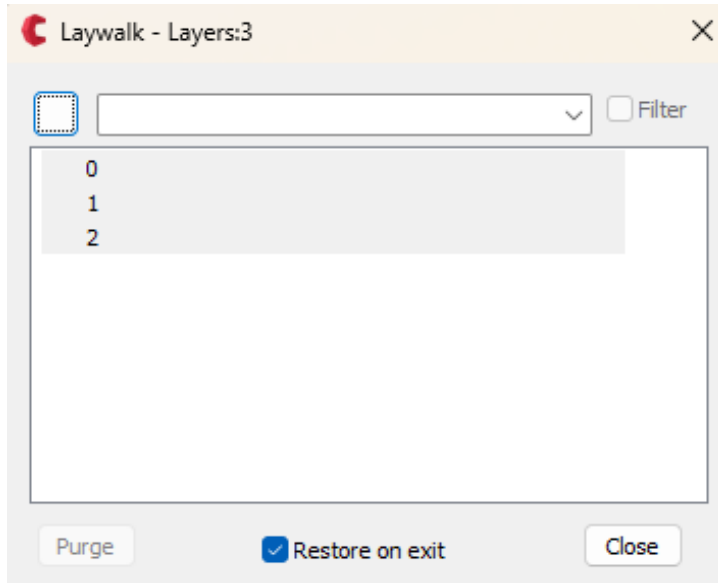 Laywalk - Layers:3
Filter
0
1
2
Purge
Restore on exit
Close